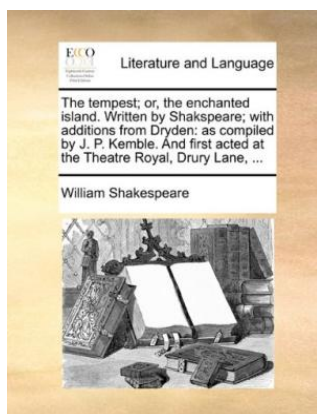 ECCO
Literature and Language
The tempest; or, the enchanted
island. Written by Shakspeare; with
additions from Dryden: as compiled
by J. P. Kemble. And first acted at
the Theatre Royal, Drury Lane, ...
William Shakespeare